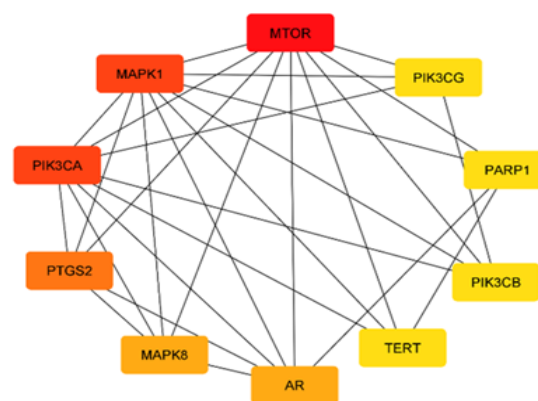 MTOR
MAPK1
PIK3CG
PIK3CA
PARP1
PTGS2
PIK3CB
MAPK8
TERT
AR